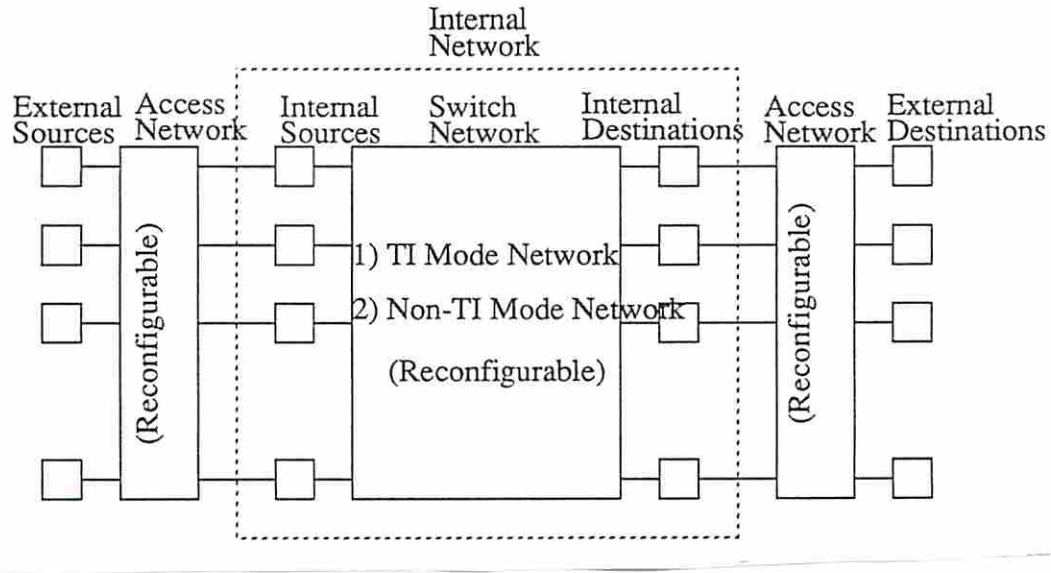 Internal
Network
External
Sources
Access
Network
Internal
Sources
Switch
Network
Internal
Destinations
Access
Network
External
Destinations
(Reconfigurable)
1) TI Mode Network
2) Non-TI Mode Network
(Reconfigurable)
(Reconfigurable)